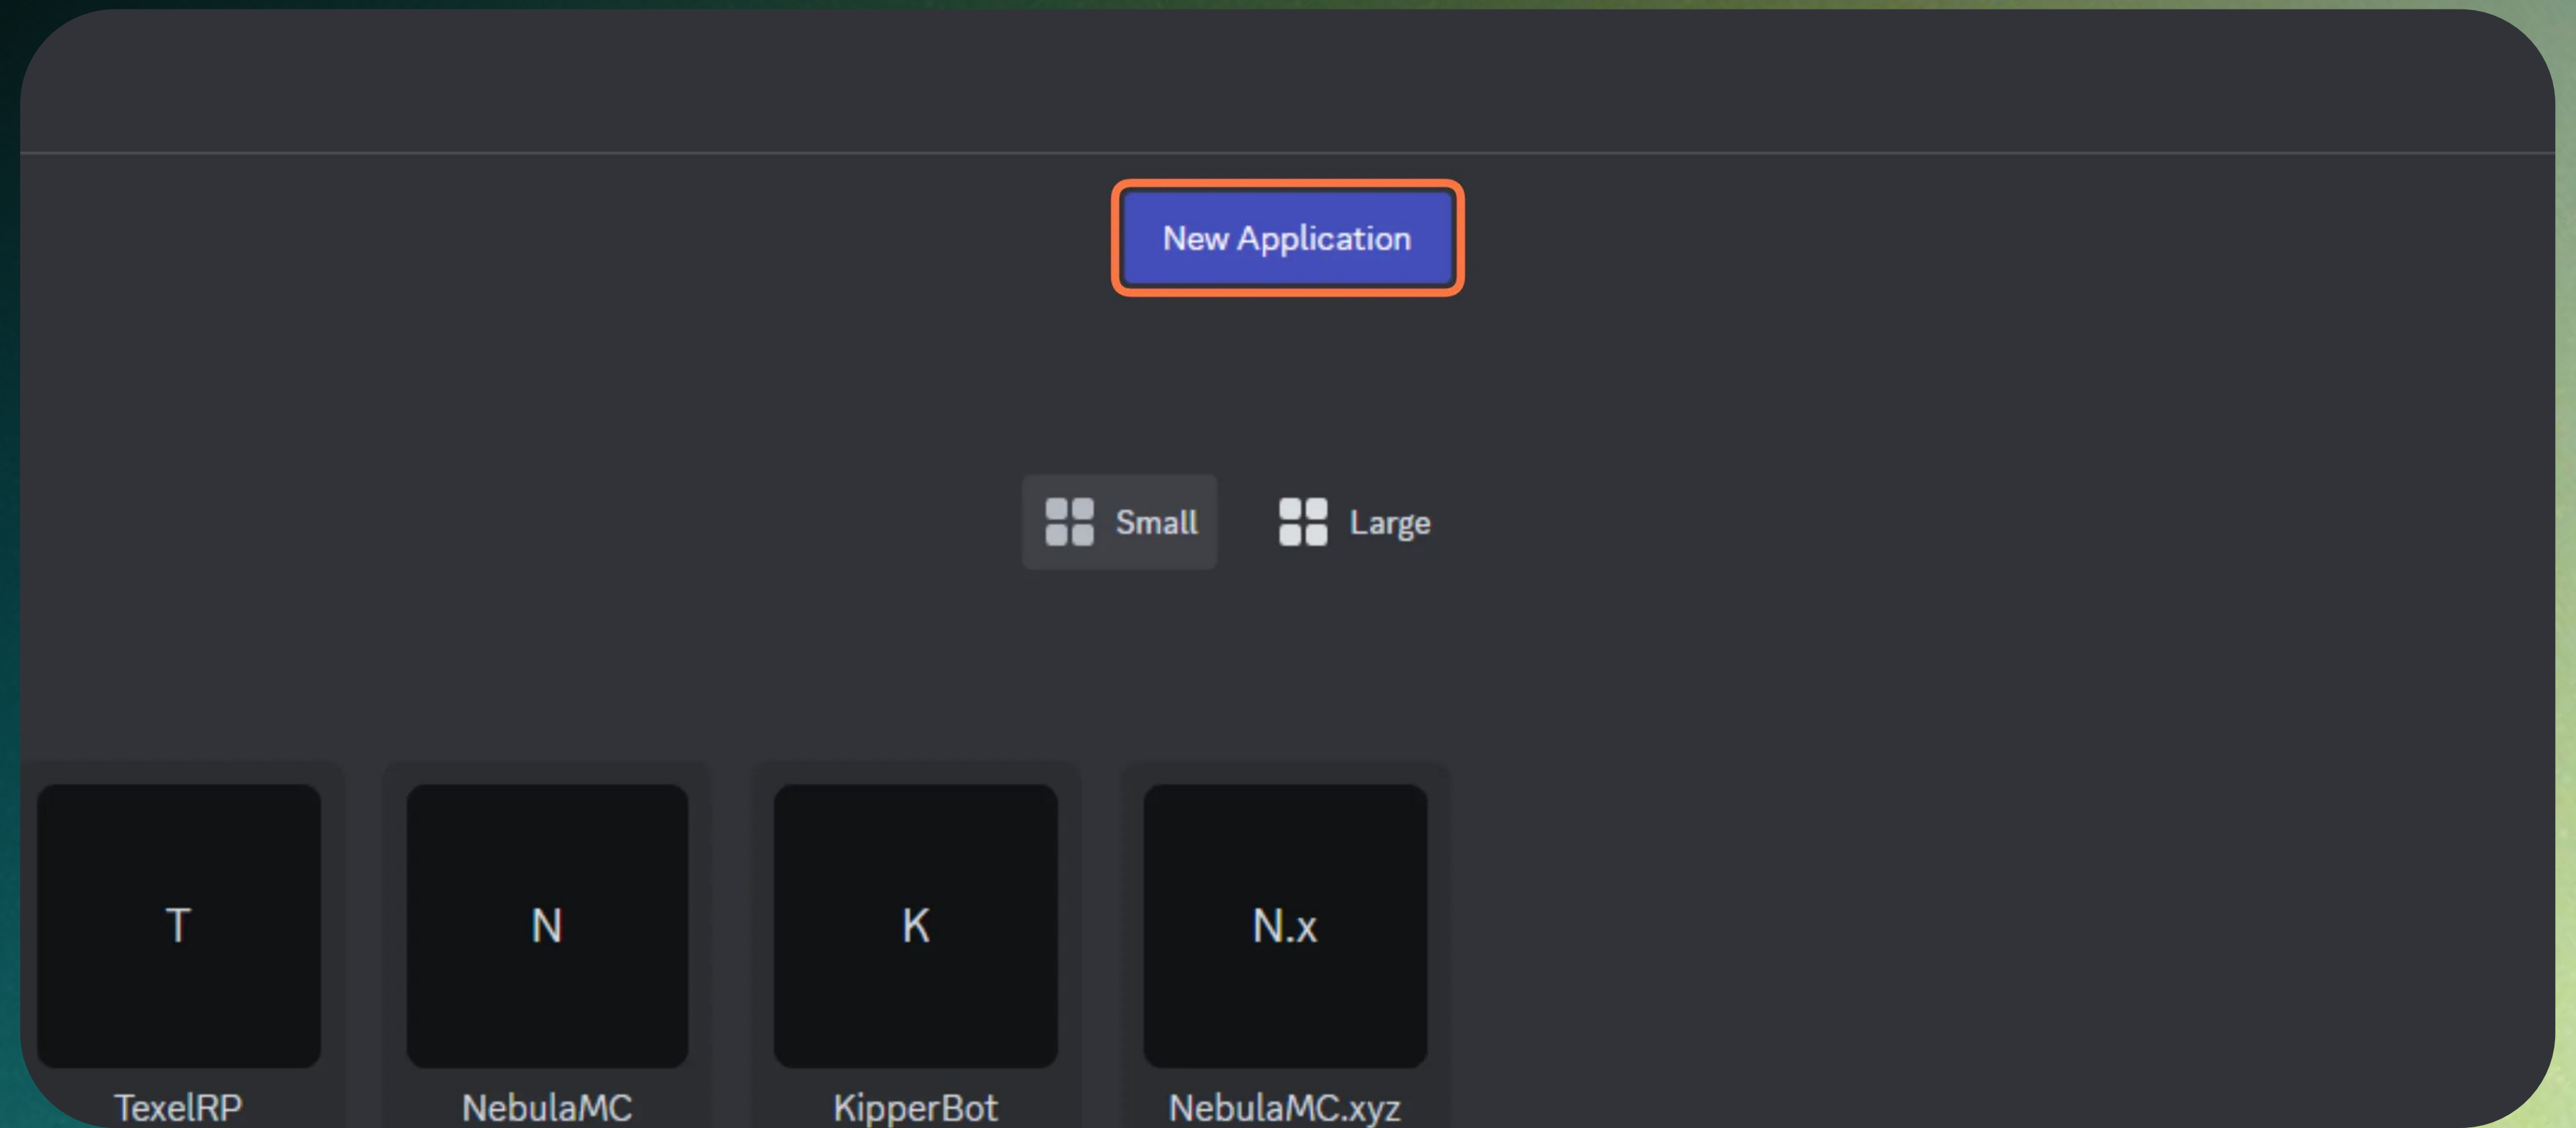 New Application
Small Large
T N K N.x
TexelRP NebulaMC KipperBot NebulaMC.xyz